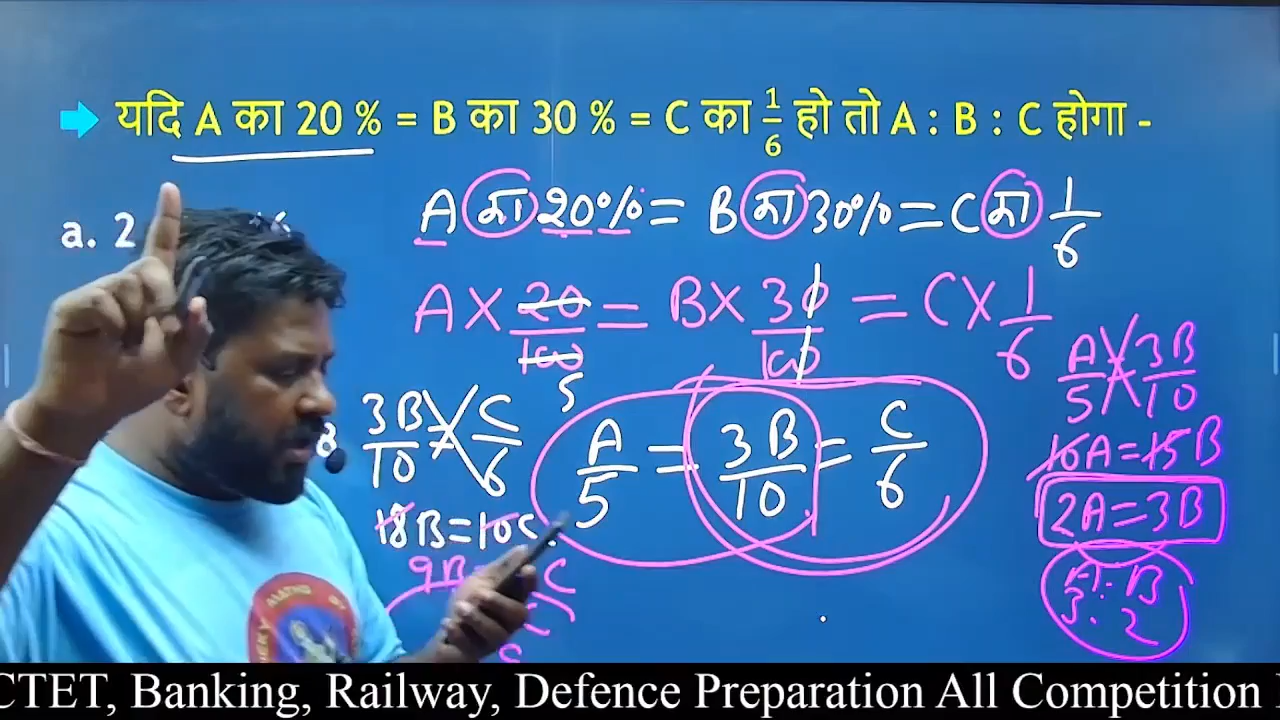 यदि A का 20 % = B का 30 % = C का 1/6 हो तो A : B : C होगा -
a. 2
A का 20% = B का 30% = C का 1/6
A × 20/100 = B × 30/100 = C × 1/6
5
A/5 = 3B/10 = C/6
3B/10 C/6
18B = 10C
9B C
A/5 3B/10
10A = 15B
2A = 3B
A : B
3 : 2
CTET, Banking, Railway, Defence Preparation All Competition